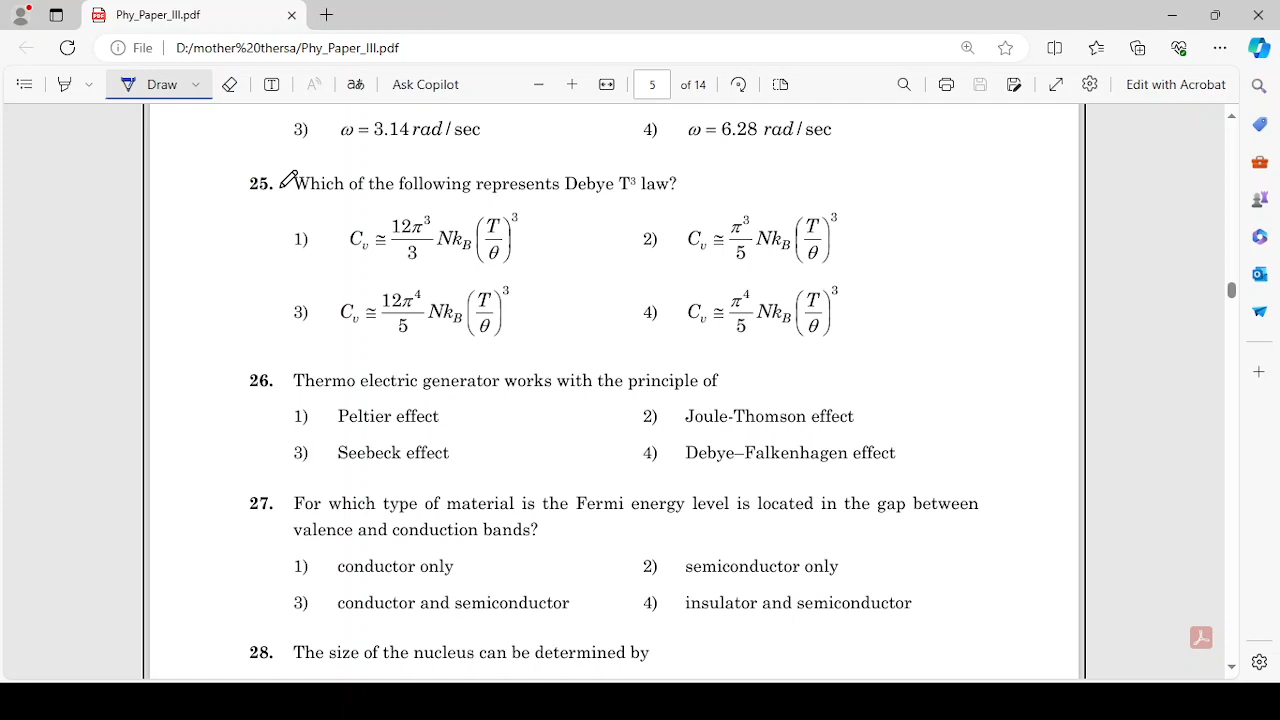 Phy_Paper_III.pdf
File D:/mother%20thersa/Phy_Paper_III.pdf
Draw aあ Ask Copilot 5 of 14 Edit with Acrobat
3) ω = 3.14 rad / sec 4) ω = 6.28 rad / sec
25. Which of the following represents Debye T³ law?
1) C_v ≅ 12π³/3 Nk_B (T/θ)³ 2) C_v ≅ π³/5 Nk_B (T/θ)³
3) C_v ≅ 12π⁴/5 Nk_B (T/θ)³ 4) C_v ≅ π⁴/5 Nk_B (T/θ)³
26. Thermo electric generator works with the principle of
1) Peltier effect 2) Joule-Thomson effect
3) Seebeck effect 4) Debye–Falkenhagen effect
27. For which type of material is the Fermi energy level is located in the gap between
valence and conduction bands?
1) conductor only 2) semiconductor only
3) conductor and semiconductor 4) insulator and semiconductor
28. The size of the nucleus can be determined by